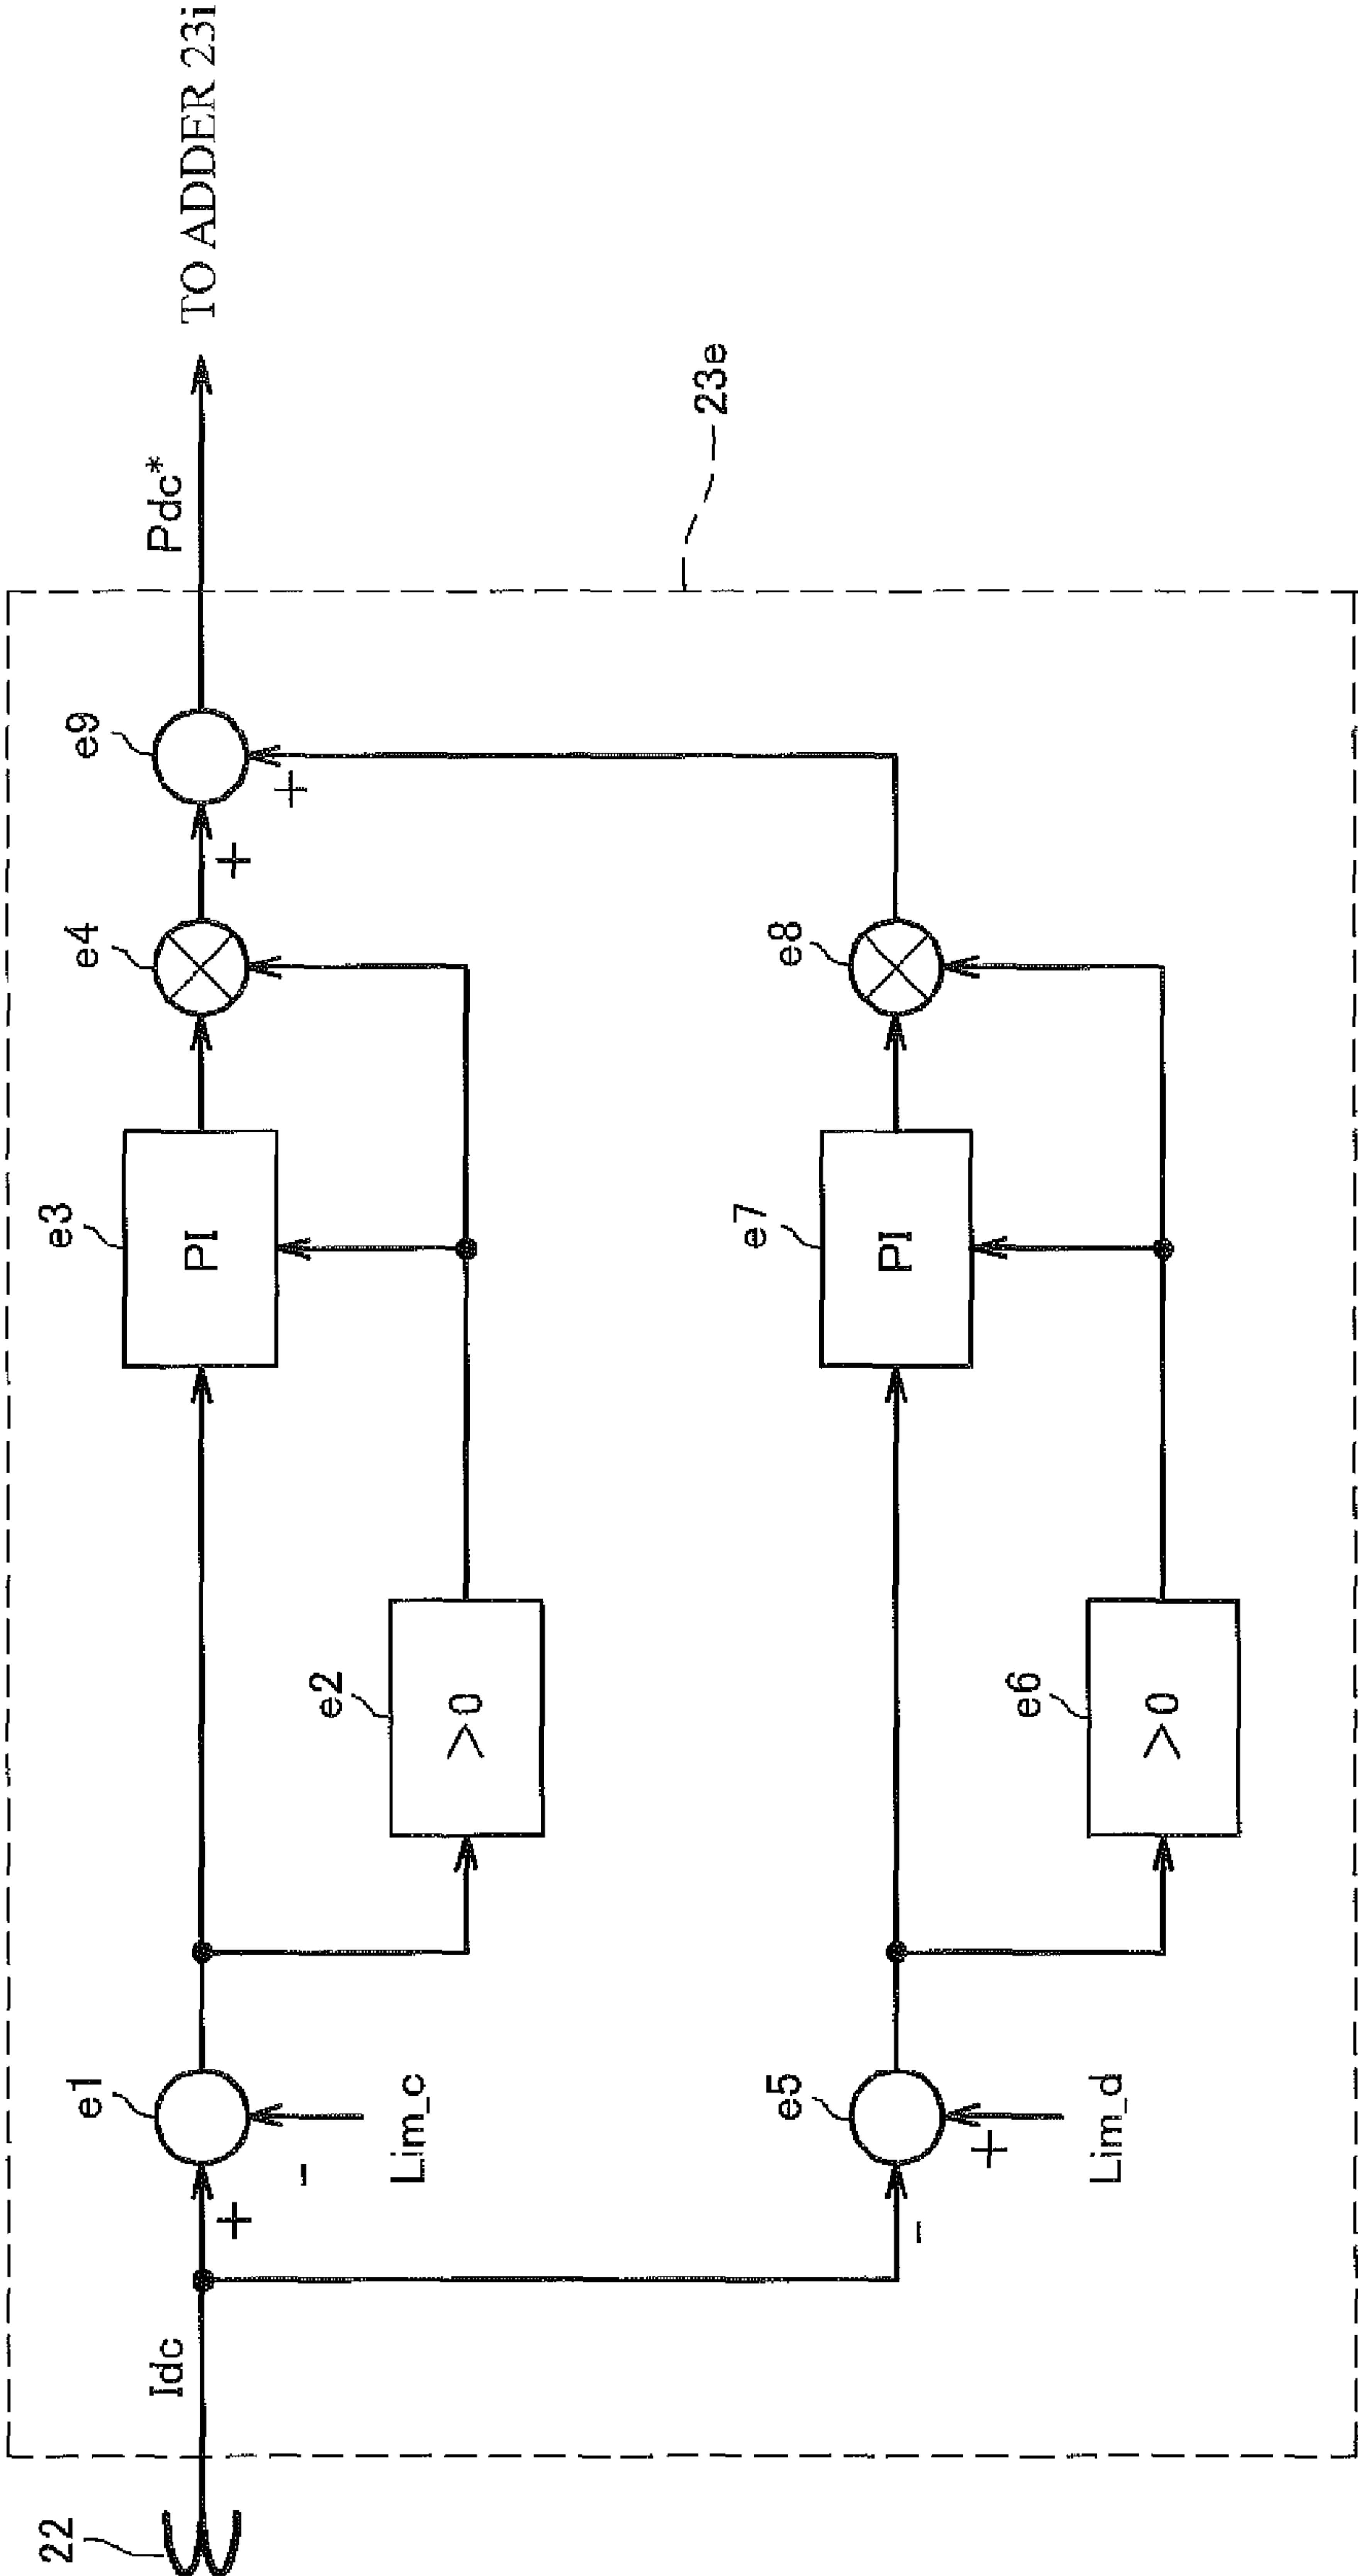 22
Idc
+
-
Lim_c
e1
e2
>0
e3
PI
e4
+
e9
+
Pdc*
TO ADDER 23i
-
+
Lim_d
e5
e6
>0
e7
PI
e8
23e